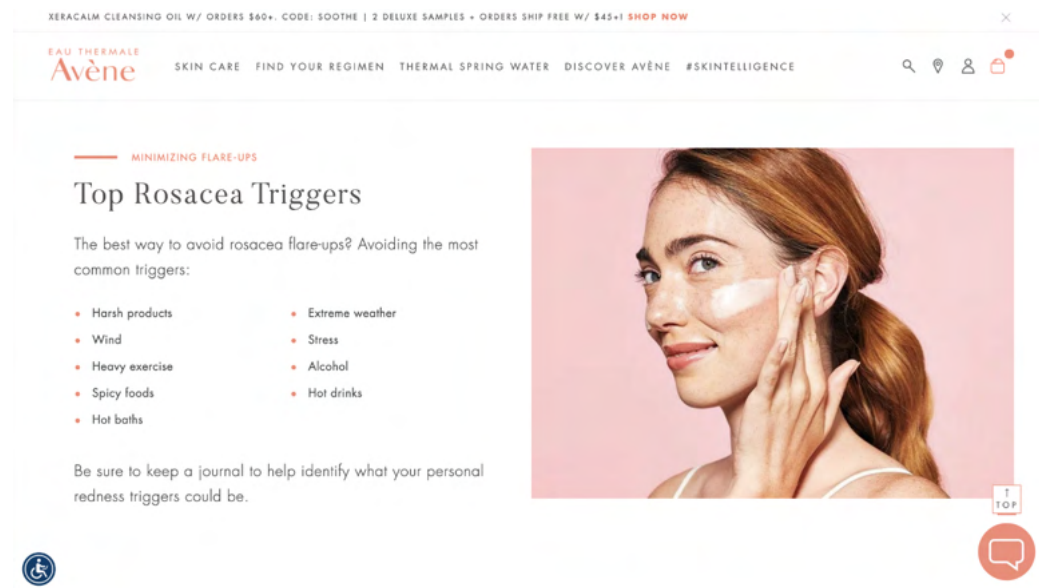 XERACALM CLEANSING OIL W/ ORDERS $60+. CODE: SOOTHE | 2 DELUXE SAMPLES + ORDERS SHIP FREE W/ $45+! SHOP NOW
EAU THERMALE
Avène
SKIN CARE FIND YOUR REGIMEN THERMAL SPRING WATER DISCOVER AVÈNE #SKINTELLIGENCE
MINIMIZING FLARE-UPS
Top Rosacea Triggers
The best way to avoid rosacea flare-ups? Avoiding the most
common triggers:
• Harsh products
• Wind
• Heavy exercise
• Spicy foods
• Hot baths
• Extreme weather
• Stress
• Alcohol
• Hot drinks
Be sure to keep a journal to help identify what your personal
redness triggers could be.
↑
TOP